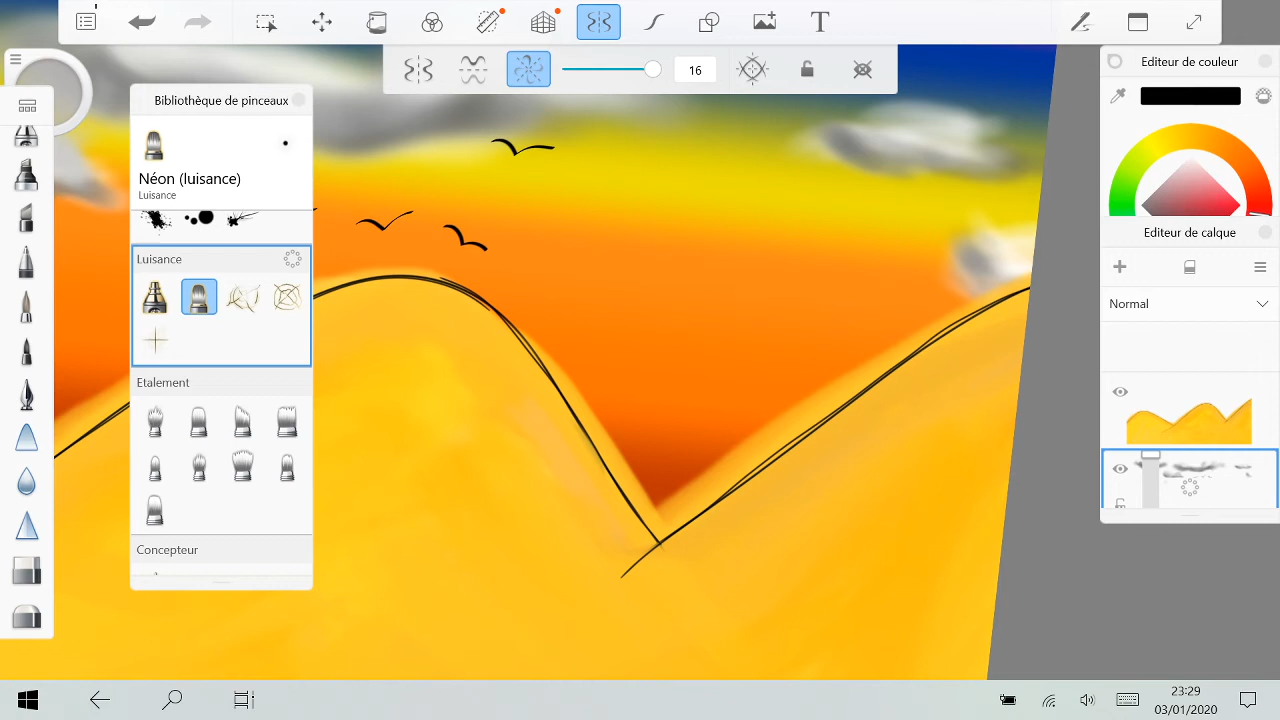 T
16
Bibliothèque de pinceaux
Néon (luisance)
Luisance
Luisance
Etalement
Concepteur
Editeur de couleu
Editeur de calque
Normal
23:29
03/01/2020